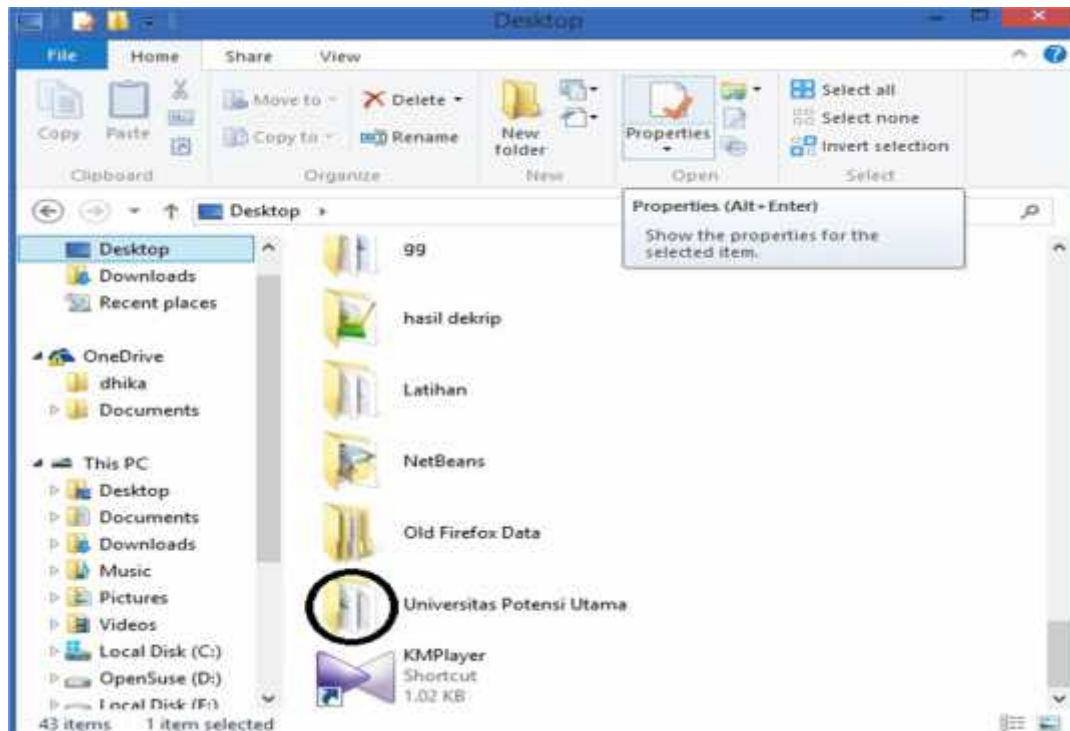 Desktop
File Home Share View
Copy Paste
Move to
Copy to
Delete
Rename
New folder
Properties
Select all
Select none
Invert selection
Clipboard Organize New Open Select
Desktop
Properties (Alt+Enter)
Show the properties for the
selected item.
Desktop
Downloads
Recent places
OneDrive
dhika
Documents
This PC
Desktop
Documents
Downloads
Music
Pictures
Videos
Local Disk (C:)
OpenSuse (D:)
Local Disk (E:)
gg
hasil dekrip
Latihan
NetBeans
Old Firefox Data
Universitas Potensi Utama
KMPlayer
Shortcut
1.02 KB
43 items 1 item selected